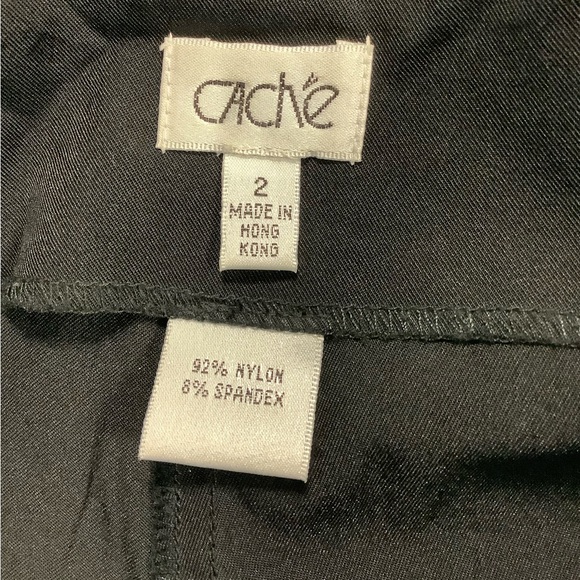 CAChé
2
MADE IN
HONG
KONG
92% NYLON
8% SPANDEX